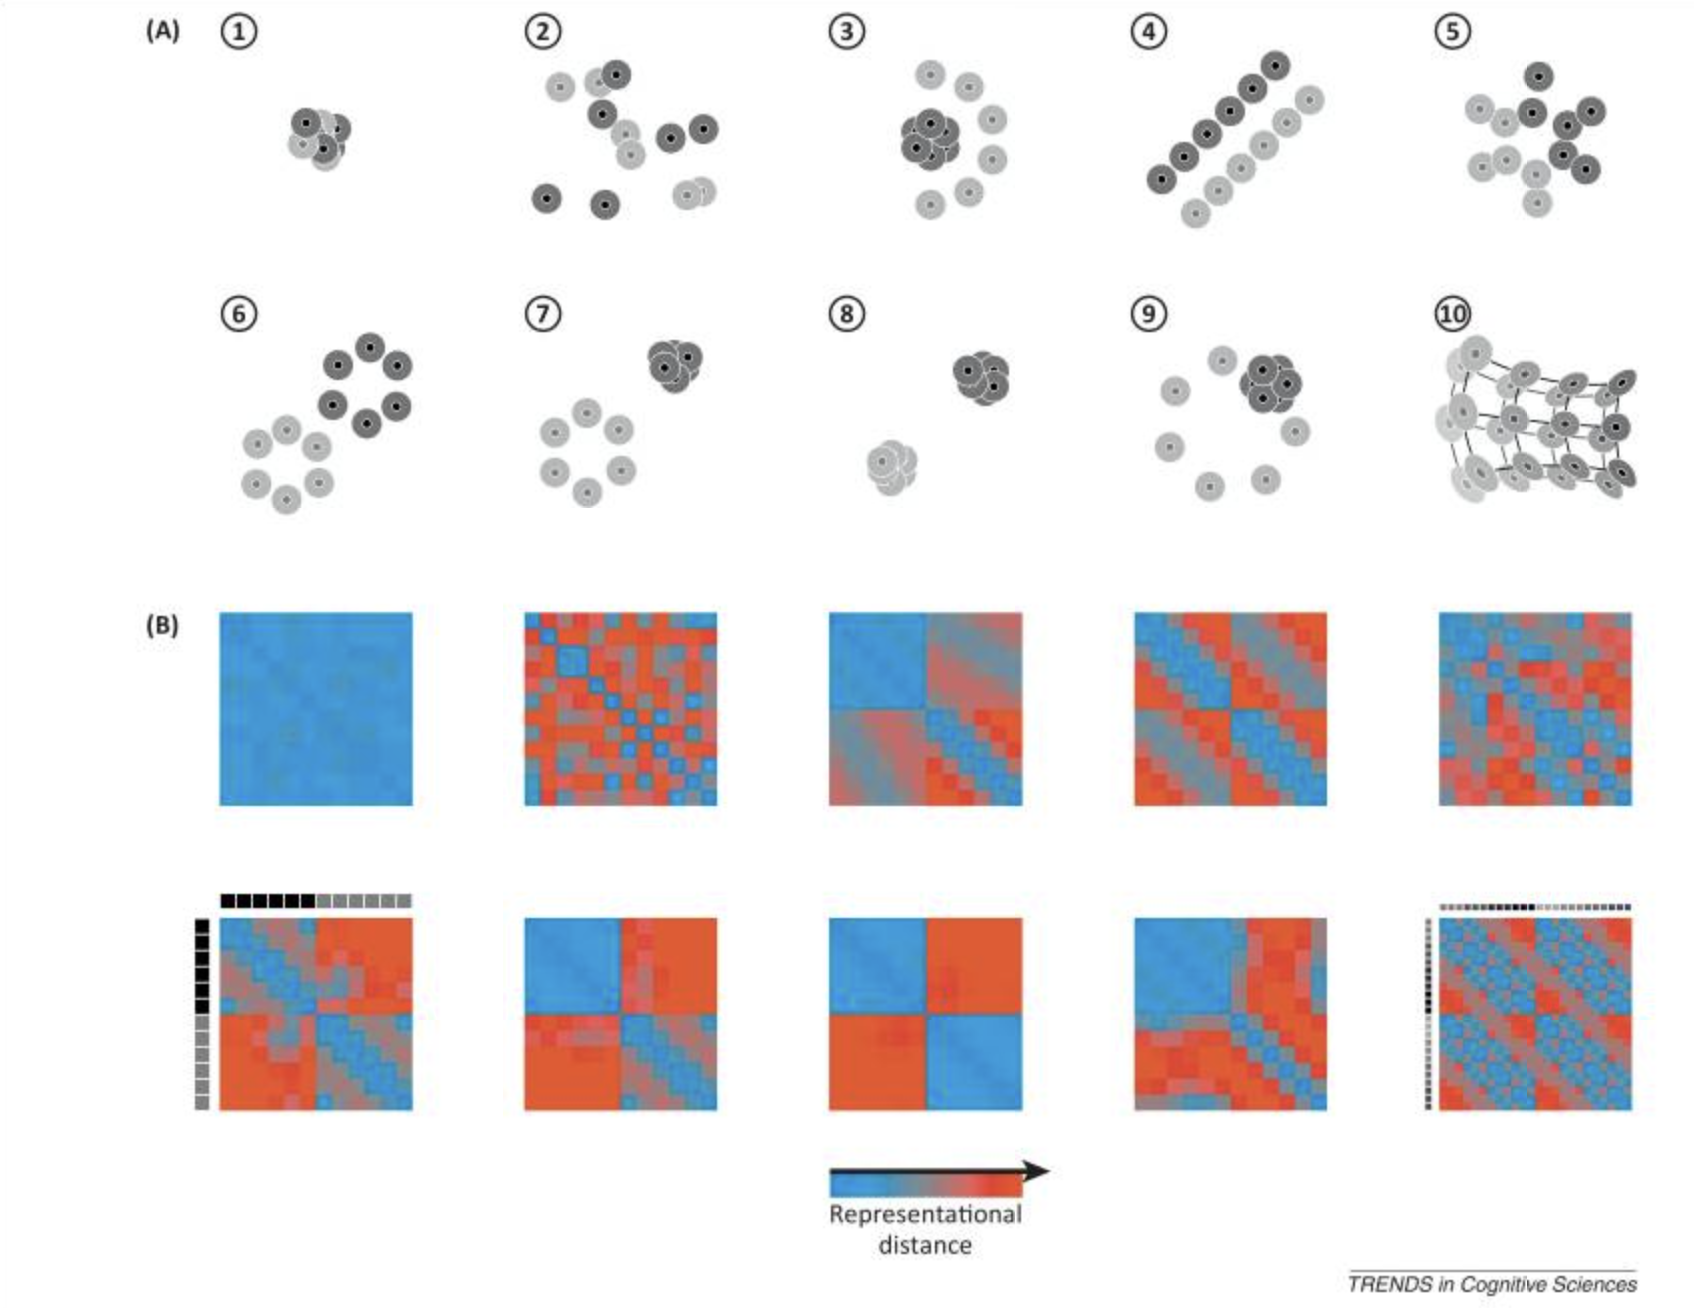 (A) ① ② ③ ④ ⑤
⑥ ⑦ ⑧ ⑨ ⑩
(B)
Representational
distance
TRENDS in Cognitive Sciences